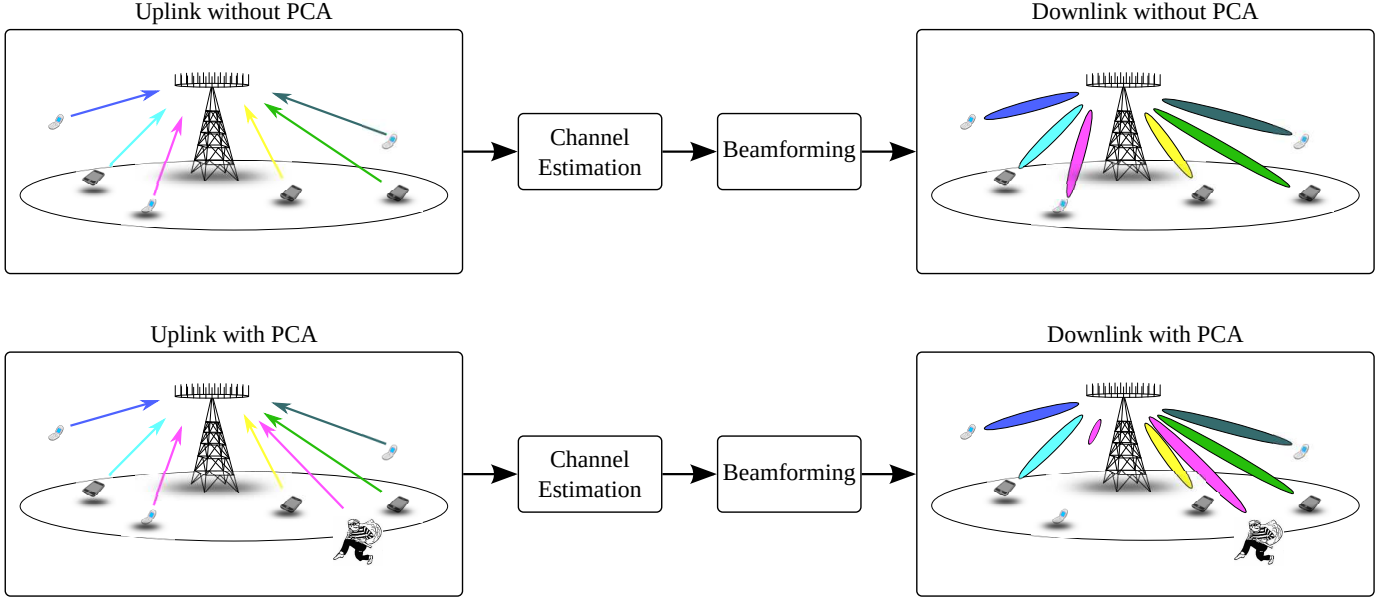 Uplink without PCA
Downlink without PCA
Channel
Estimation
Beamforming
Uplink with PCA
Downlink with PCA
Channel
Estimation
Beamforming